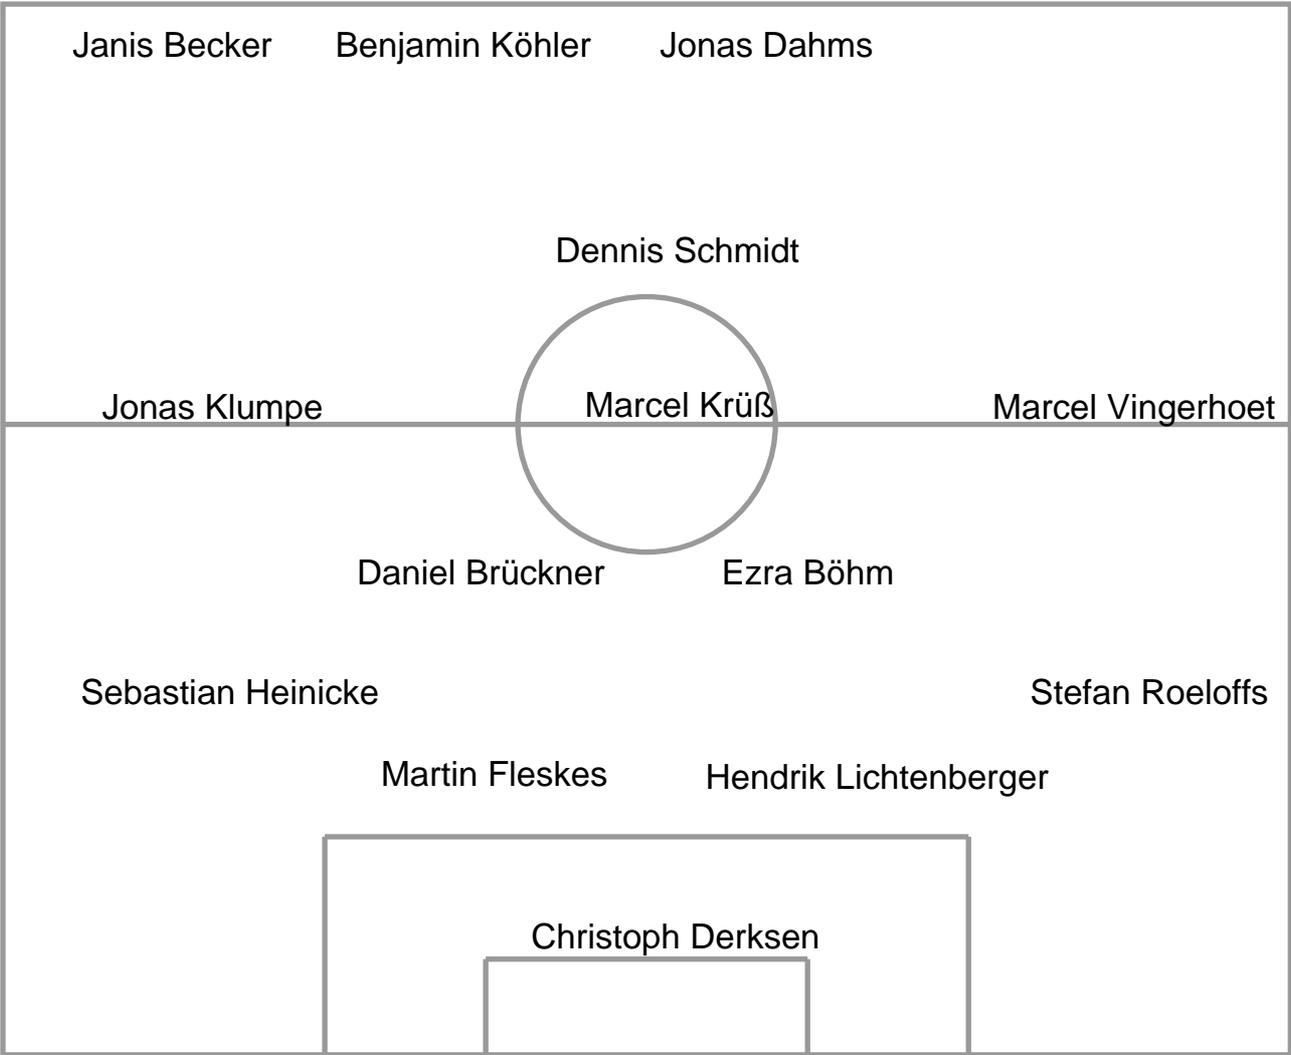 Janis Becker Benjamin Köhler Jonas Dahms
Dennis Schmidt
Jonas Klumpe Marcel Krüß Marcel Vingerhoet
Daniel Brückner Ezra Böhm
Sebastian Heinicke Stefan Roeloffs
Martin Fleskes Hendrik Lichtenberger
Christoph Derksen